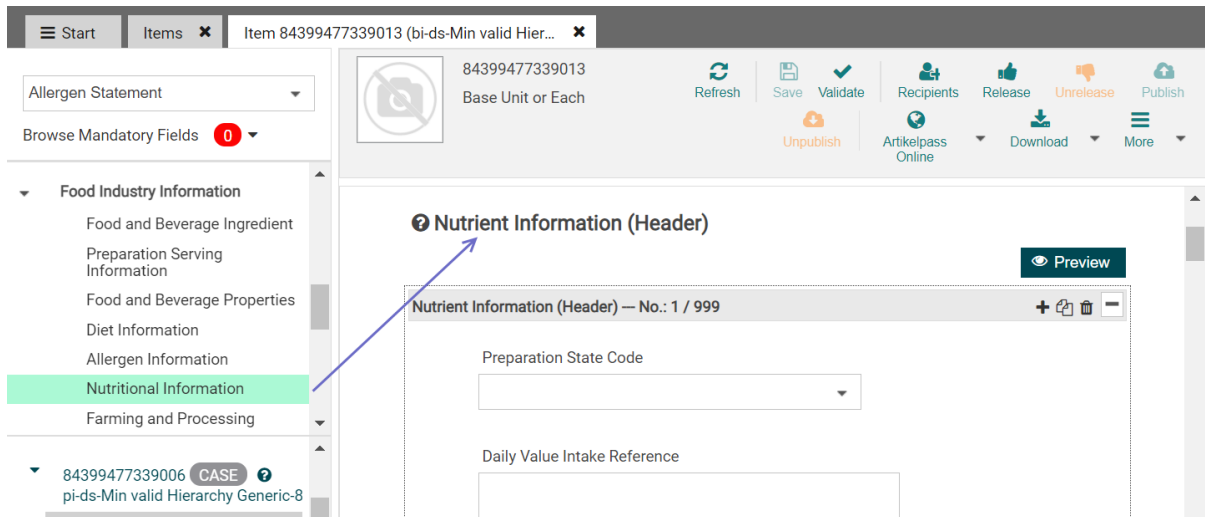 Start
Items
Item 84399477339013 (bi-ds-Min valid Hier...
Allergen Statement
Browse Mandatory Fields 0
Food Industry Information
Food and Beverage Ingredient
Preparation Serving
Information
Food and Beverage Properties
Diet Information
Allergen Information
Nutritional Information
Farming and Processing
84399477339006 CASE
pi-ds-Min valid Hierarchy Generic-8
84399477339013
Base Unit or Each
Refresh
Save
Validate
Recipients
Release
Unrelease
Publish
Unpublish
Artikelpass
Online
Download
More
Nutrient Information (Header)
Preview
Nutrient Information (Header) — No.: 1 / 999
Preparation State Code
Daily Value Intake Reference